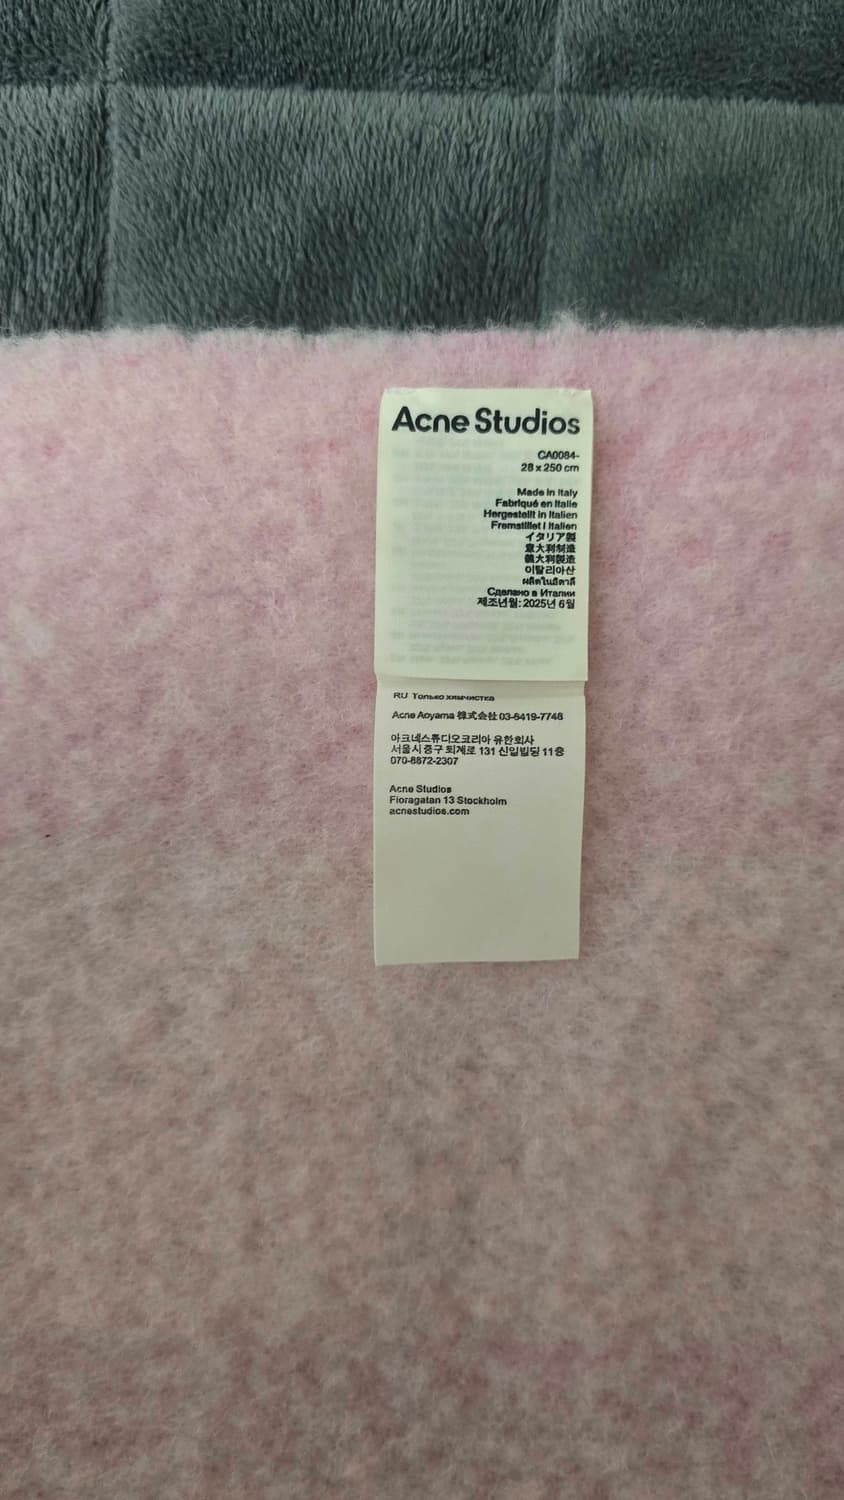 Acne Studios
CA0084-
28 x 250 cm
Made in Italy
Fabriqué en Italie
Hergestellt in Italien
Fremstillet i Italien
イタリア製
意大利制造
義大利製造
이탈리아산
ผลิตในอิตาลี
Сделано в Италии
제조년월: 2025년 6월
RU Только химчистка
Acne Aoyama 株式会社 03-6419-7748
아크네스튜디오코리아 유한회사
서울시 중구 퇴계로 131 신일빌딩 11층
070-8872-2307
Acne Studios
Floragatan 13 Stockholm
acnestudios.com